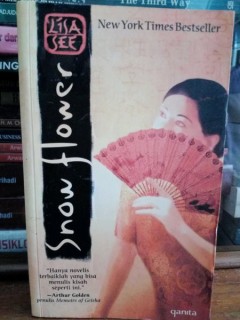 The Third Way
LISA
SEE
New York Times Bestseller
Snow flower
"Hanya novelis
terbaiklah yang bisa
menulis kisah
seperti ini."
—Arthur Golden
penulis Memoirs of Geisha
qanita